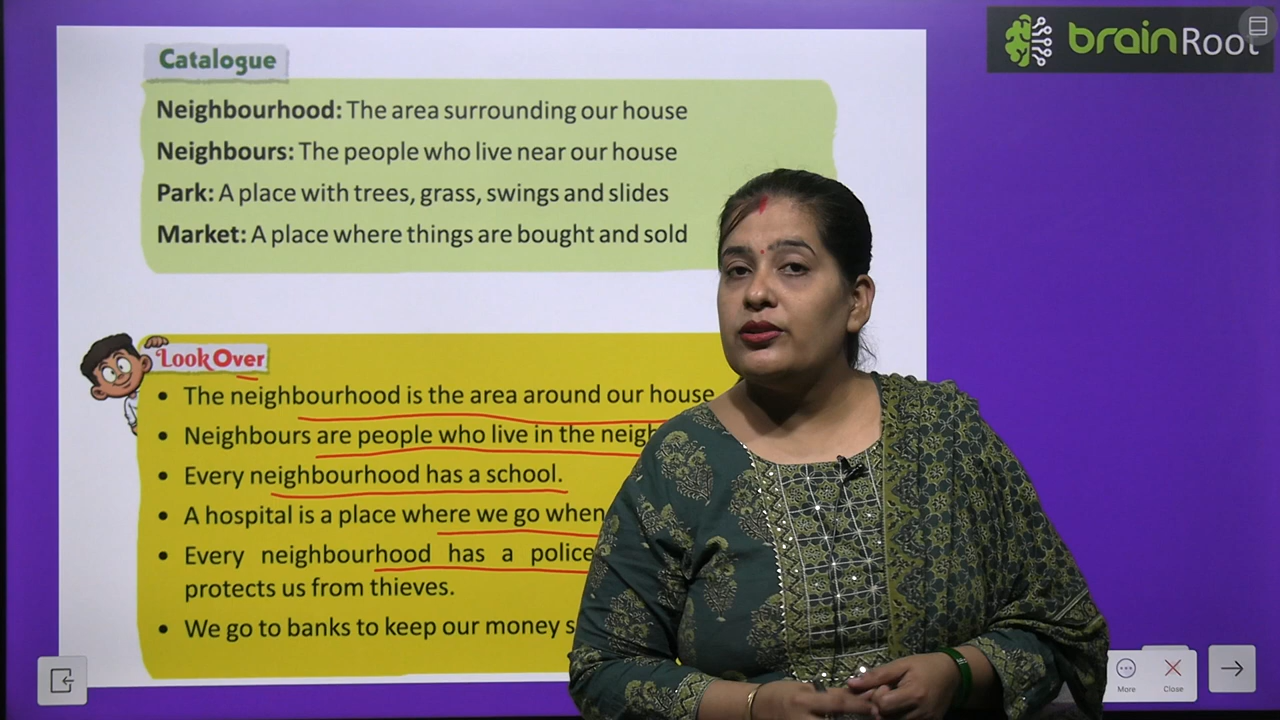 brainRoot
Catalogue
Neighbourhood: The area surrounding our house
Neighbours: The people who live near our house
Park: A place with trees, grass, swings and slides
Market: A place where things are bought and sold
Look Over
• The neighbourhood is the area around our house
• Neighbours are people who live in the neigh
• Every neighbourhood has a school.
• A hospital is a place where we go when
• Every neighbourhood has a police
protects us from thieves.
• We go to banks to keep our money s
More
Close